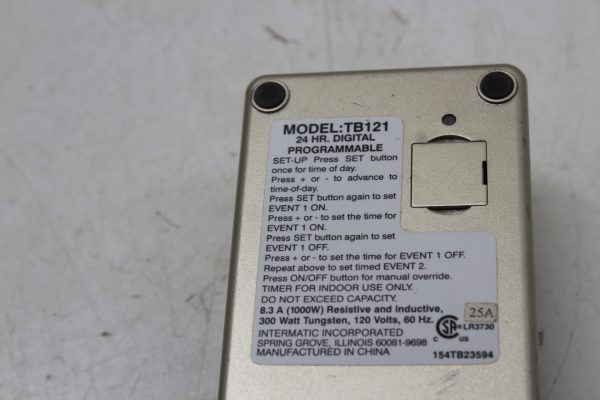 MODEL:TB121
24 HR. DIGITAL
PROGRAMMABLE
SET-UP Press SET button
once for time of day.
Press + or - to advance to
time-of-day.
Press SET button again to set
EVENT 1 ON.
Press + or - to set the time for
EVENT 1 ON.
Press SET button again to set
EVENT 1 OFF.
Press + or - to set the time for EVENT 1 OFF.
Repeat above to set timed EVENT 2.
Press ON/OFF button for manual override.
TIMER FOR INDOOR USE ONLY.
DO NOT EXCEED CAPACITY.
8.3 A (1000W) Resistive and inductive,
300 Watt Tungsten, 120 Volts, 60 Hz.
INTERMATIC INCORPORATED
SPRING GROVE, ILLINOIS 60081-9698
MANUFACTURED IN CHINA
25A
C SA ® US LR3730
154TB23594